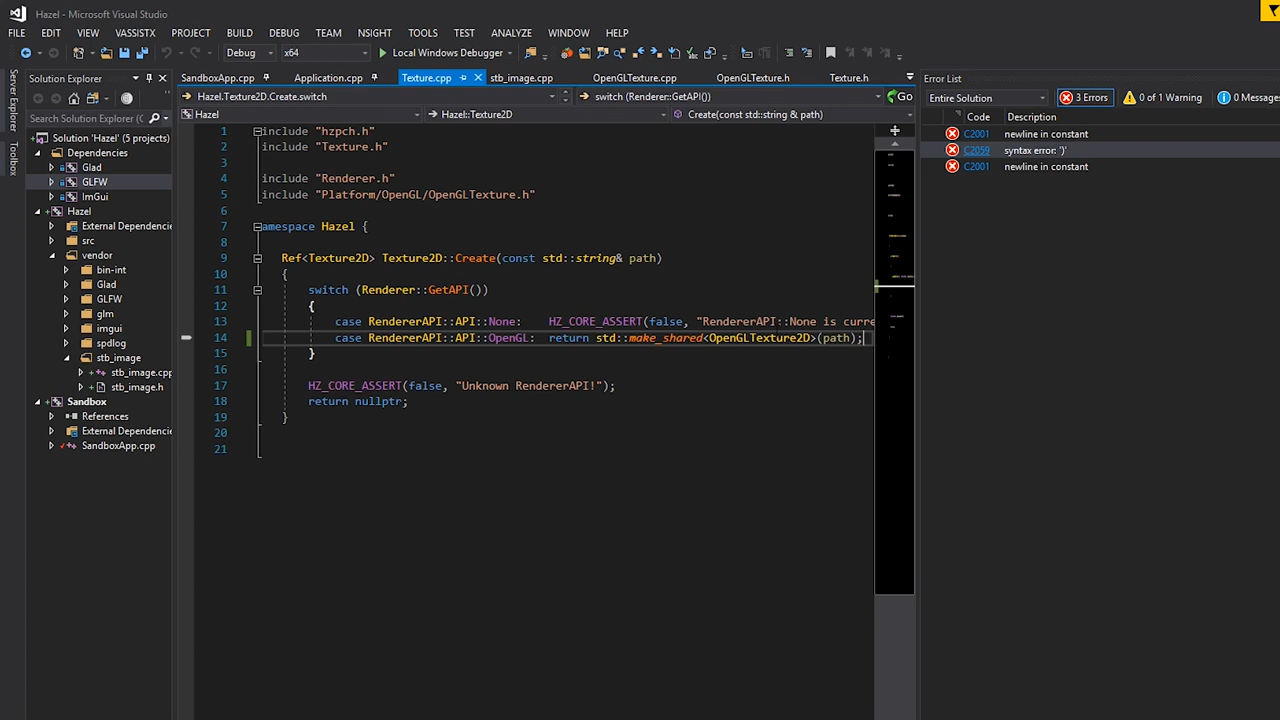 Hazel - Microsoft Visual Studio
FILE EDIT VIEW VASSISTX PROJECT BUILD DEBUG TEAM NSIGHT TOOLS TEST ANALYZE WINDOW HELP
Debug x64 Local Windows Debugger
Server Explorer
Toolbox
Solution Explorer
Search Solution Explorer (
Solution 'Hazel' (5 projects)
Dependencies
Glad
GLFW
ImGui
Hazel
External Dependencie
src
vendor
bin-int
Glad
GLFW
glm
imgui
spdlog
stb_image
stb_image.cpp
stb_image.h
Sandbox
References
External Dependencie
SandboxApp.cpp
SandboxApp.cpp Application.cpp Texture.cpp stb_image.cpp OpenGLTexture.cpp OpenGLTexture.h Texture.h
Hazel.Texture2D.Create.switch switch (Renderer::GetAPI()) Go
Hazel Hazel::Texture2D Create(const std::string & path)
1 include "hzpch.h"
2 include "Texture.h"
3
4 include "Renderer.h"
5 include "Platform/OpenGL/OpenGLTexture.h"
6
7 amespace Hazel {
8
9 Ref<Texture2D> Texture2D::Create(const std::string& path)
10 {
11 switch (Renderer::GetAPI())
12 {
13 case RendererAPI::API::None: HZ_CORE_ASSERT(false, "RendererAPI::None is curre
14 case RendererAPI::API::OpenGL: return std::make_shared<OpenGLTexture2D>(path);
15 }
16
17 HZ_CORE_ASSERT(false, "Unknown RendererAPI!");
18 return nullptr;
19 }
20
21
Error List
Entire Solution 3 Errors 0 of 1 Warning 0 Messages
Code Description
C2001 newline in constant
C2059 syntax error: ')'
C2001 newline in constant